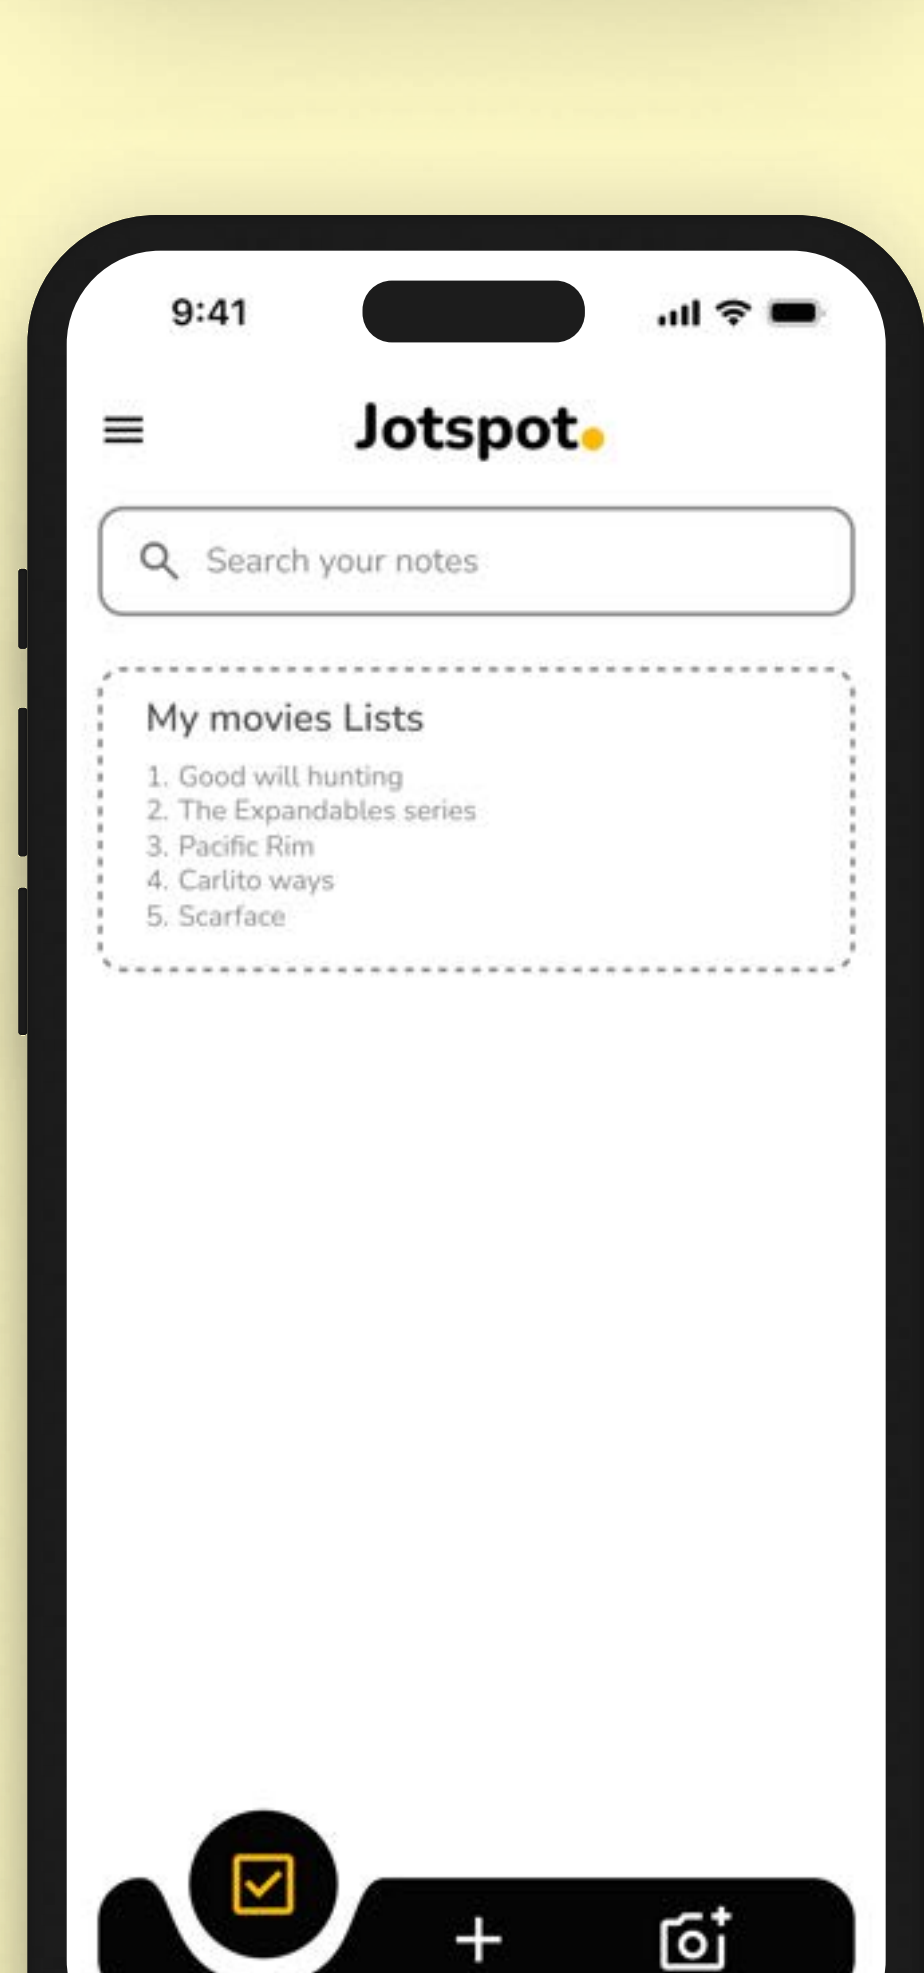 9:41
Jotspot.
Search your notes
My movies Lists
1. Good will hunting
2. The Expandables series
3. Pacific Rim
4. Carlito ways
5. Scarface